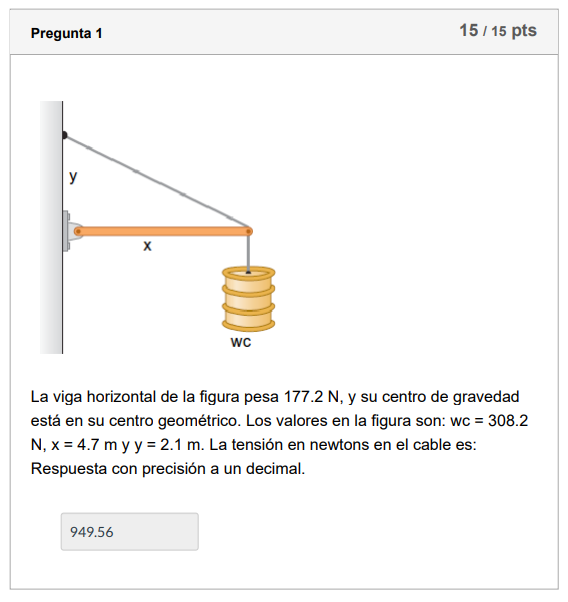 Pregunta 1
15 / 15 pts
y
x
WC
La viga horizontal de la figura pesa 177.2 N, y su centro de gravedad
está en su centro geométrico. Los valores en la figura son: wc = 308.2
N, x = 4.7 m y y = 2.1 m. La tensión en newtons en el cable es:
Respuesta con precisión a un decimal.
949.56